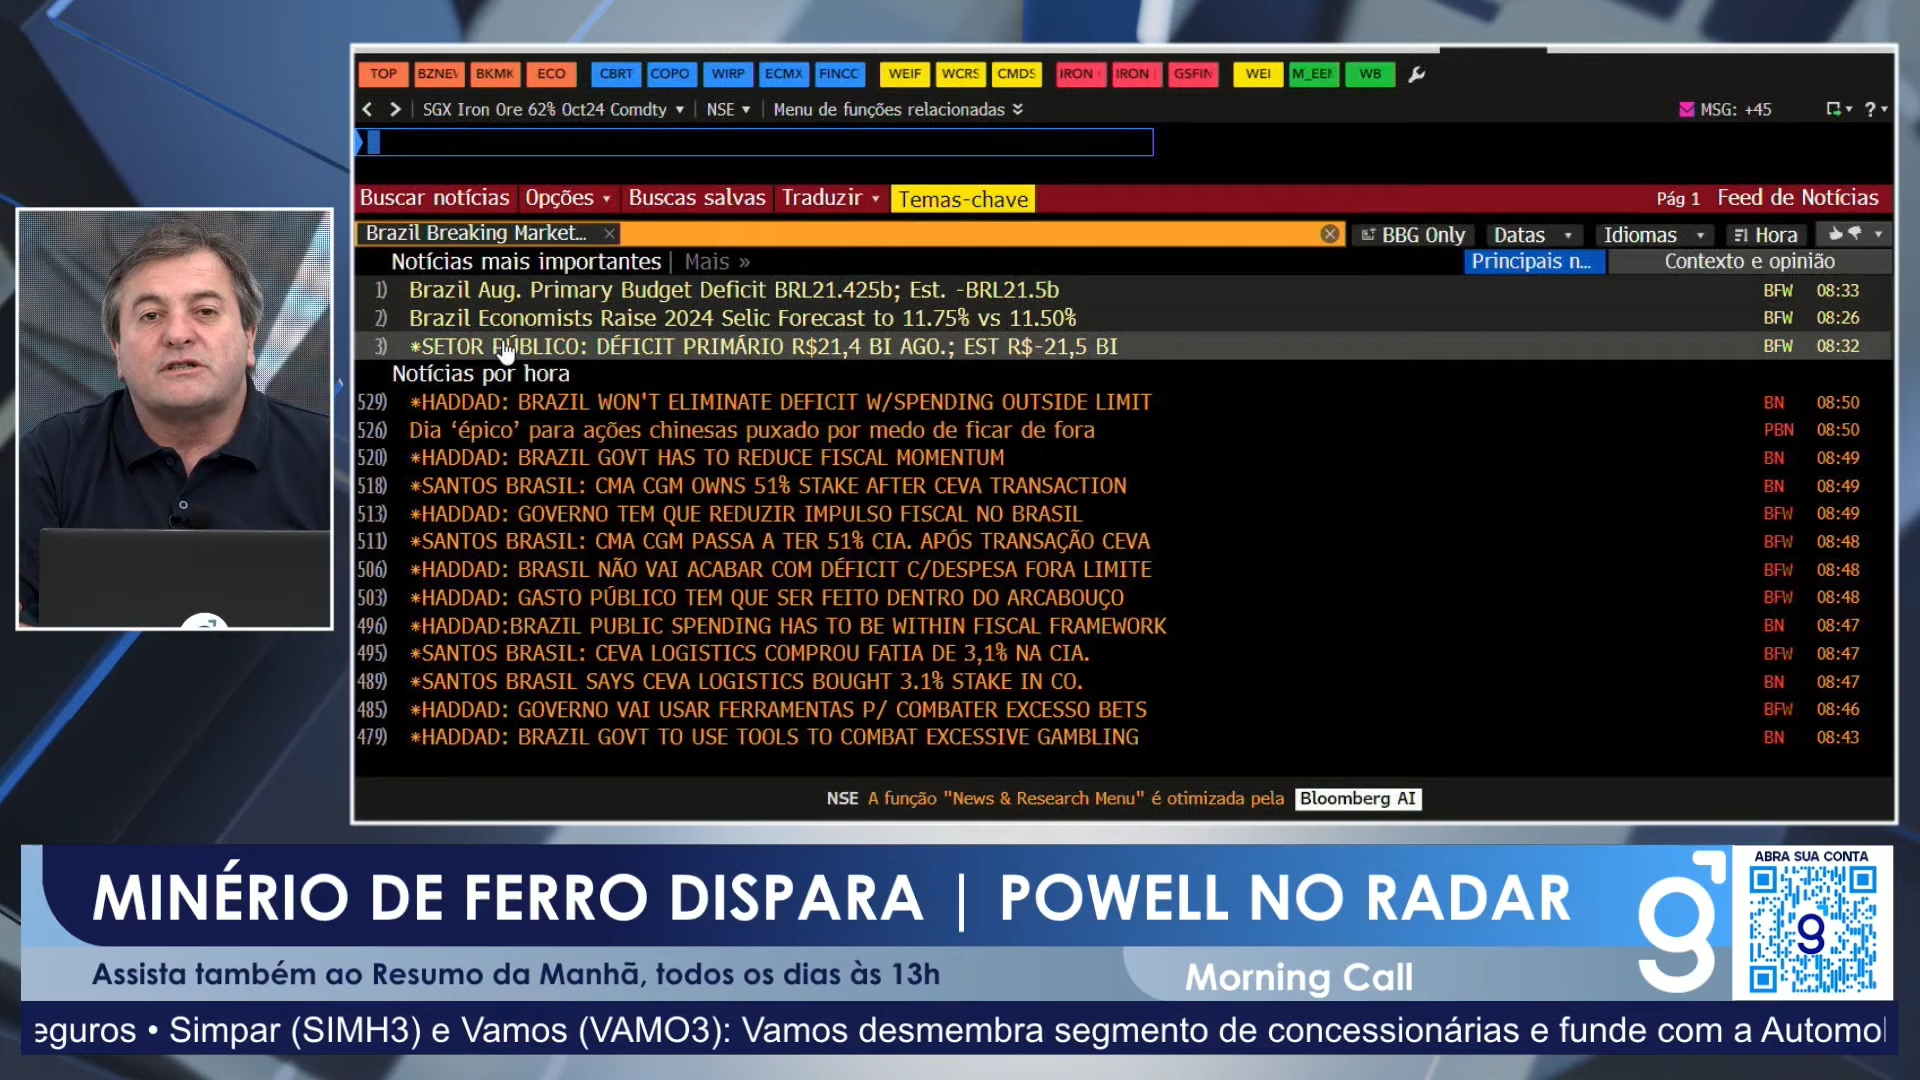 TOP BZNEV BKMK ECO CBRT COPO WIRP ECMX FINCC WEIF WCRS CMDS IRON IRON GSFIN WEI M_EEM WB
SGX Iron Ore 62% Oct24 Comdty NSE Menu de funções relacionadas MSG: +45 ?
Buscar notícias Opções Buscas salvas Traduzir Temas-chave Pág 1 Feed de Notícias
Brazil Breaking Market... BBG Only Datas Idiomas Hora
Notícias mais importantes Mais » Principais n... Contexto e opinião
1) Brazil Aug. Primary Budget Deficit BRL21.425b; Est. -BRL21.5b BFW 08:33
2) Brazil Economists Raise 2024 Selic Forecast to 11.75% vs 11.50% BFW 08:26
3) *SETOR PÚBLICO: DÉFICIT PRIMÁRIO R$21,4 BI AGO.; EST R$-21,5 BI BFW 08:32
Notícias por hora
529) *HADDAD: BRAZIL WON'T ELIMINATE DEFICIT W/SPENDING OUTSIDE LIMIT BN 08:50
526) Dia ‘épico’ para ações chinesas puxado por medo de ficar de fora PBN 08:50
520) *HADDAD: BRAZIL GOVT HAS TO REDUCE FISCAL MOMENTUM BN 08:49
518) *SANTOS BRASIL: CMA CGM OWNS 51% STAKE AFTER CEVA TRANSACTION BN 08:49
513) *HADDAD: GOVERNO TEM QUE REDUZIR IMPULSO FISCAL NO BRASIL BFW 08:49
511) *SANTOS BRASIL: CMA CGM PASSA A TER 51% CIA. APÓS TRANSAÇÃO CEVA BFW 08:48
506) *HADDAD: BRASIL NÃO VAI ACABAR COM DÉFICIT C/DESPESA FORA LIMITE BFW 08:48
503) *HADDAD: GASTO PÚBLICO TEM QUE SER FEITO DENTRO DO ARCABOUÇO BFW 08:48
496) *HADDAD:BRAZIL PUBLIC SPENDING HAS TO BE WITHIN FISCAL FRAMEWORK BN 08:47
495) *SANTOS BRASIL: CEVA LOGISTICS COMPROU FATIA DE 3,1% NA CIA. BFW 08:47
489) *SANTOS BRASIL SAYS CEVA LOGISTICS BOUGHT 3.1% STAKE IN CO. BN 08:47
485) *HADDAD: GOVERNO VAI USAR FERRAMENTAS P/ COMBATER EXCESSO BETS BFW 08:46
479) *HADDAD: BRAZIL GOVT TO USE TOOLS TO COMBAT EXCESSIVE GAMBLING BN 08:43
NSE A função "News & Research Menu" é otimizada pela Bloomberg AI
MINÉRIO DE FERRO DISPARA | POWELL NO RADAR
ABRA SUA CONTA
Assista também ao Resumo da Manhã, todos os dias às 13h
Morning Call
eguros • Simpar (SIMH3) e Vamos (VAMO3): Vamos desmembra segmento de concessionárias e funde com a Automo